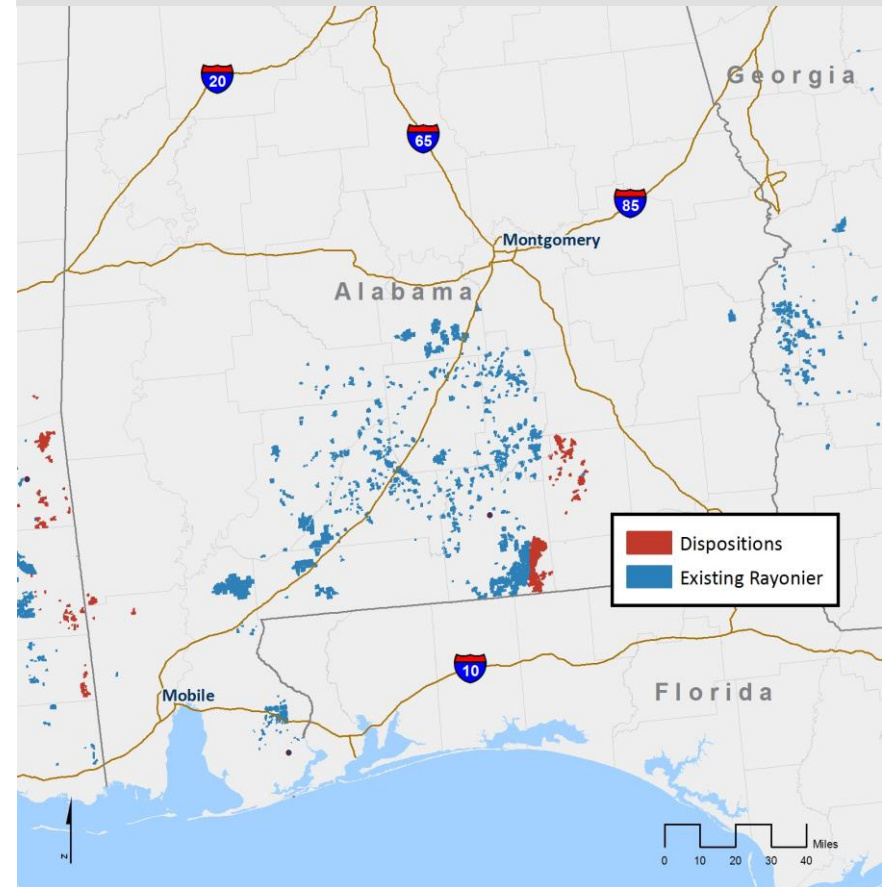 Georgia
20
65
85
Montgomery
Alabama
Dispositions
Existing Rayonier
10
Florida
Mobile
Miles
0 10 20 30 40
N